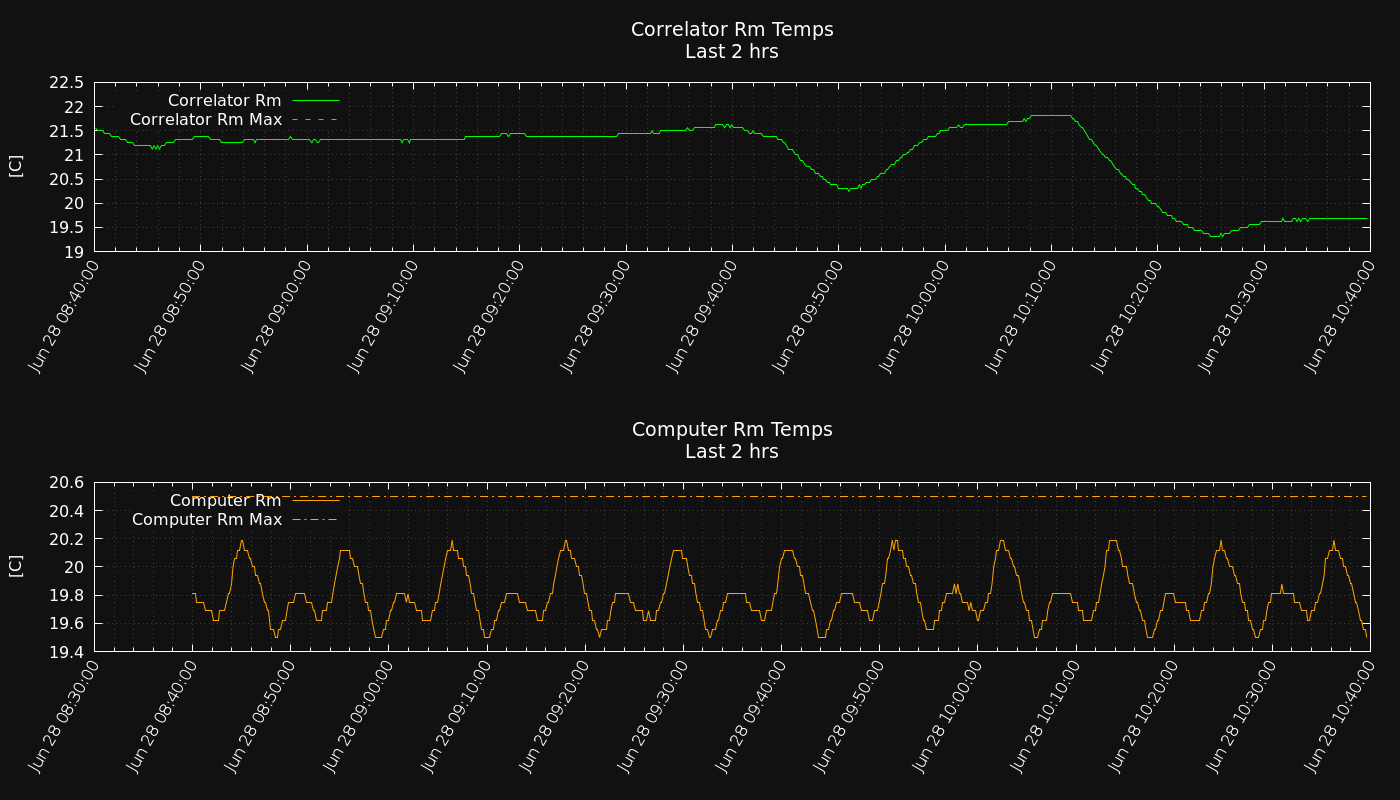 Correlator Rm Temps
Last 2 hrs
22.5
22
21.5
21
20.5
20
19.5
19
[C]
Correlator Rm
Correlator Rm Max
Jun 28 08:40:00
Jun 28 08:50:00
Jun 28 09:00:00
Jun 28 09:10:00
Jun 28 09:20:00
Jun 28 09:30:00
Jun 28 09:40:00
Jun 28 09:50:00
Jun 28 10:00:00
Jun 28 10:10:00
Jun 28 10:20:00
Jun 28 10:30:00
Jun 28 10:40:00
Computer Rm Temps
Last 2 hrs
20.6
20.4
20.2
20
19.8
19.6
19.4
[C]
Computer Rm
Computer Rm Max
Jun 28 08:30:00
Jun 28 08:40:00
Jun 28 08:50:00
Jun 28 09:00:00
Jun 28 09:10:00
Jun 28 09:20:00
Jun 28 09:30:00
Jun 28 09:40:00
Jun 28 09:50:00
Jun 28 10:00:00
Jun 28 10:10:00
Jun 28 10:20:00
Jun 28 10:30:00
Jun 28 10:40:00